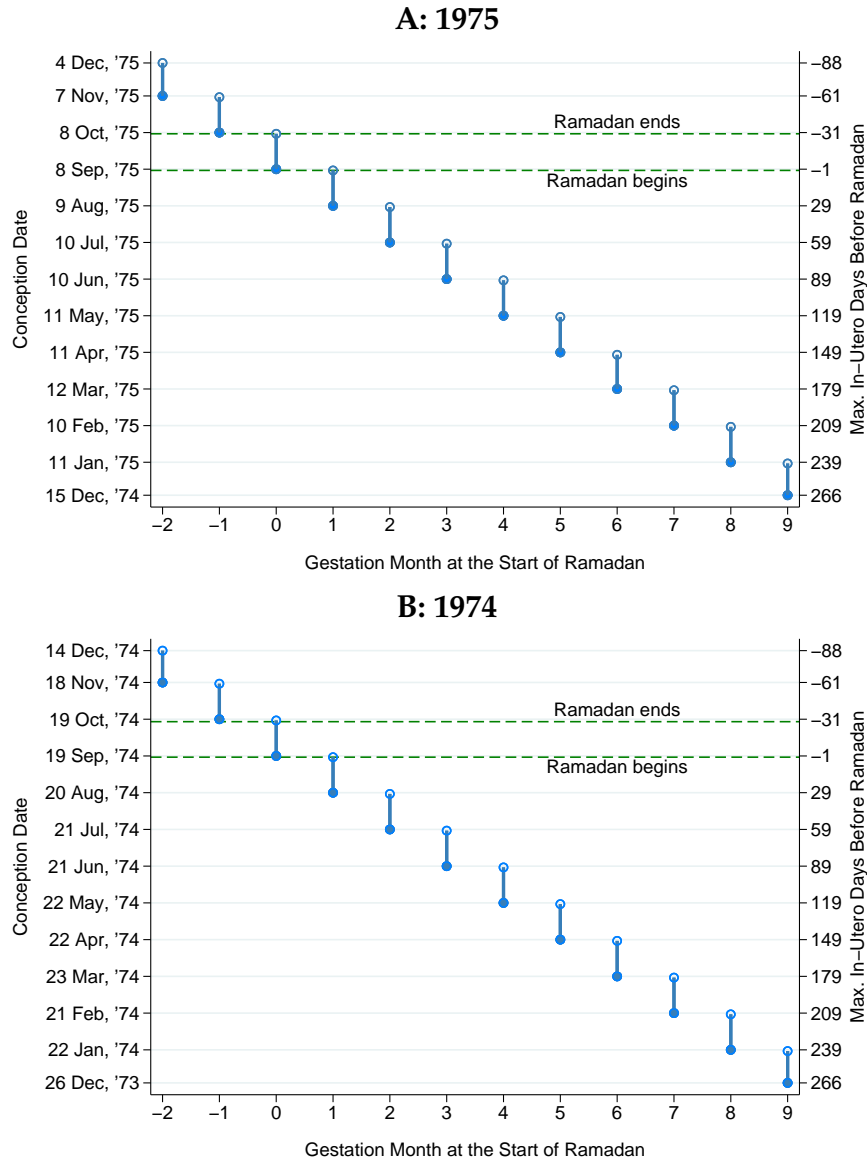 A: 1975
4 Dec, '75
7 Nov, '75
8 Oct, '75
8 Sep, '75
9 Aug, '75
10 Jul, '75
10 Jun, '75
11 May, '75
11 Apr, '75
12 Mar, '75
10 Feb, '75
11 Jan, '75
15 Dec, '74
Conception Date
Ramadan ends
Ramadan begins
−88
−61
−31
−1
29
59
89
119
149
179
209
239
266
Max. In−Utero Days Before Ramadan
−2 −1 0 1 2 3 4 5 6 7 8 9
Gestation Month at the Start of Ramadan
B: 1974
14 Dec, '74
18 Nov, '74
19 Oct, '74
19 Sep, '74
20 Aug, '74
21 Jul, '74
21 Jun, '74
22 May, '74
22 Apr, '74
23 Mar, '74
21 Feb, '74
22 Jan, '74
26 Dec, '73
Conception Date
Ramadan ends
Ramadan begins
−88
−61
−31
−1
29
59
89
119
149
179
209
239
266
Max. In−Utero Days Before Ramadan
−2 −1 0 1 2 3 4 5 6 7 8 9
Gestation Month at the Start of Ramadan